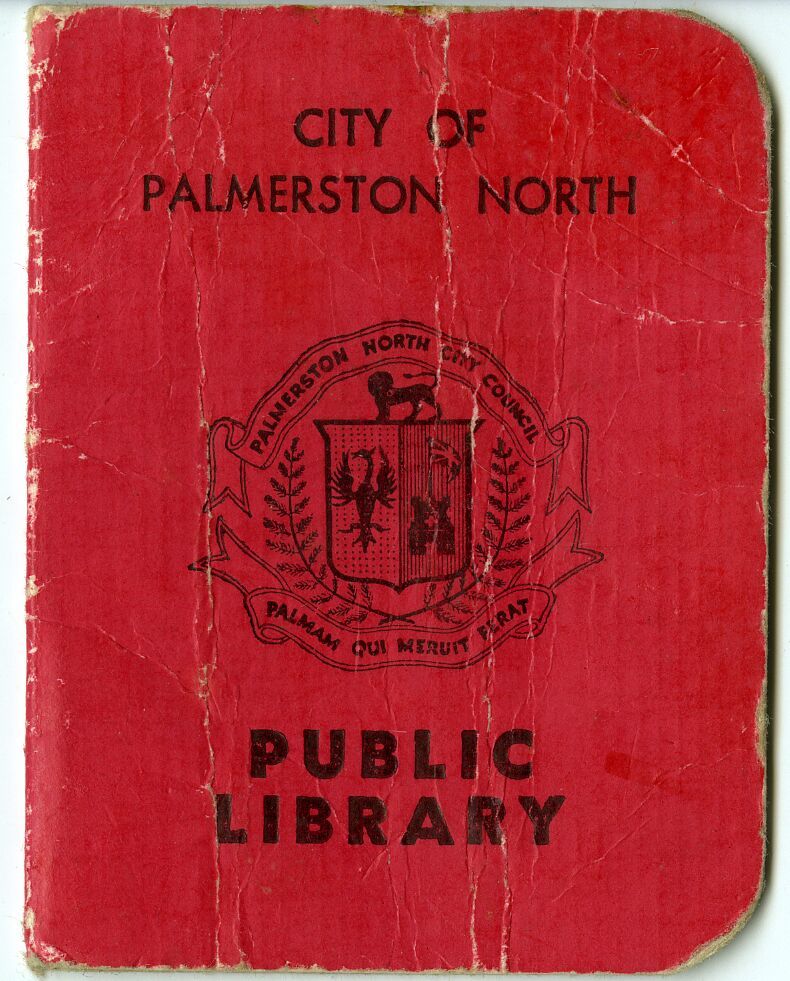 CITY OF
PALMERSTON NORTH
PALMERSTON NORTH CITY COUNCIL
PALMAM QUI MERUIT FERAT
PUBLIC
LIBRARY